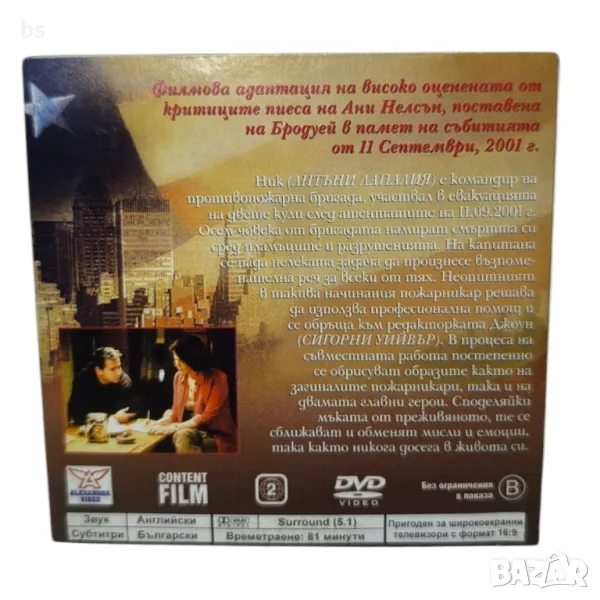 bs
Филмова адаптация на високо оценената от
критиците пиеса на Ани Нелсън, поставена
на Бродуей в памет на събитията
от 11 Септември, 2001 г.
Ник (АНТЪНИ ЛАПАЛИЯ) е командир на
противопожарна бригада, участвал в евакуацията
на двете кули след атентатите на 11.09.2001 г.
Осем човека от бригадата намират смъртта си
сред пламъците и разрушенията. На капитана
се пада нелеката задача да произнесе възпоме-
нателна реч за всеки от тях. Неопитният
в такива начинания пожарникар решава
да използва професионална помощ и
се обръща към редакторката Джоун
(СИГОРНИ УИЙВЪР). В процеса на
съвместната работа постепенно
се обрисуват образите както на
загиналите пожарникари, така и на
двамата главни герои. Споделяйки
мъката от преживяното, те се
сближават и обменят мисли и емоции,
така както никога досега в живота си.
ALEXANDRA
VIDEO
CONTENT
FILM
2
DVD
VIDEO
Без ограничения
в показа
B
Звук Английски Surround (5.1)
Субтитри Български Времетраене: 81 минути
Пригоден за широкоекранни
телевизори с формат 16:9
BAZAR